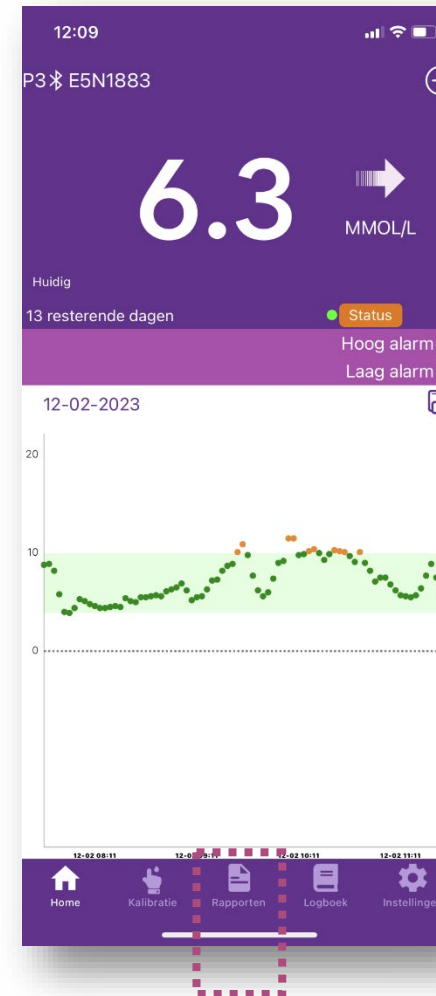 12:09
P3 E5N1883
6.3
MMOL/L
Huidig
13 resterende dagen
Status
Hoog alarm
Laag alarm
12-02-2023
20
10
0
12-02 08:11
12-02 10:11
12-02 11:11
Home
Kalibratie
Rapporten
Logboek
Instellinge